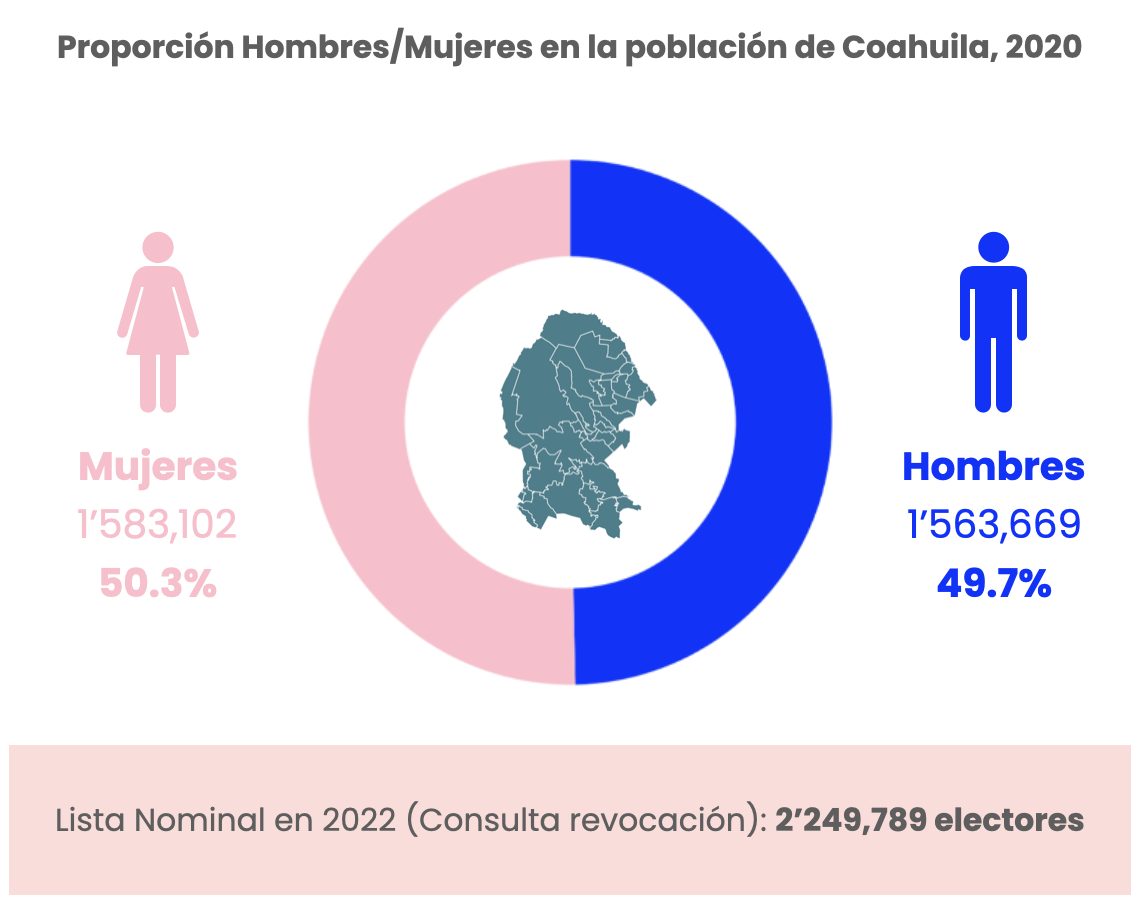 Proporción Hombres/Mujeres en la población de Coahuila, 2020
Mujeres
1’583,102
50.3%
Hombres
1’563,669
49.7%
Lista Nominal en 2022 (Consulta revocación): 2’249,789 electores